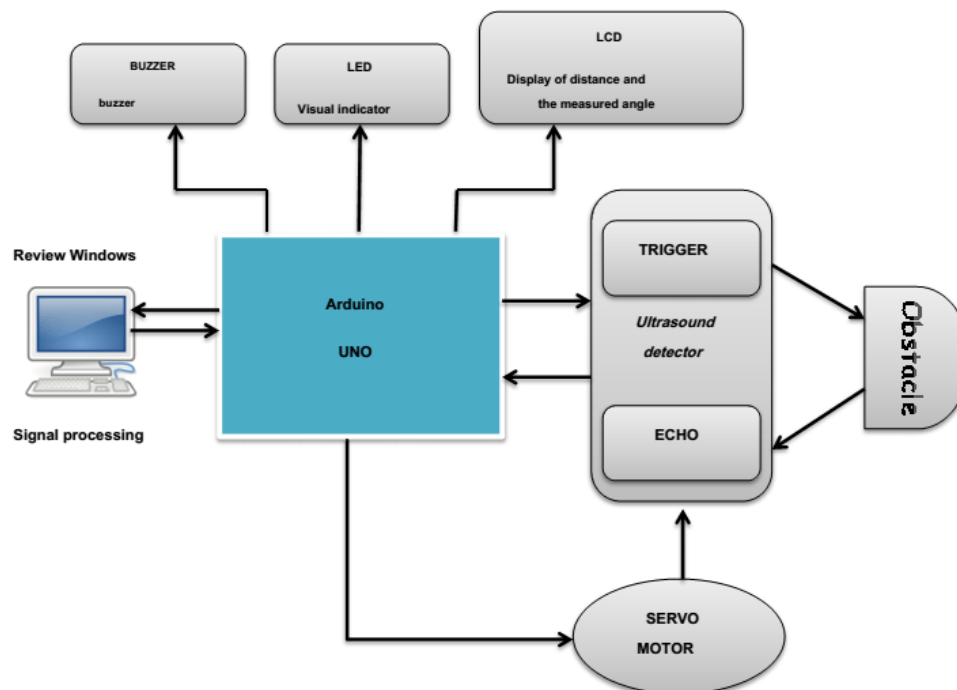 BUZZER
buzzer
LED
Visual indicator
LCD
Display of distance and
the measured angle
Review Windows
Signal processing
Arduino
UNO
TRIGGER
Ultrasound
detector
ECHO
Obstacle
SERVO
MOTOR